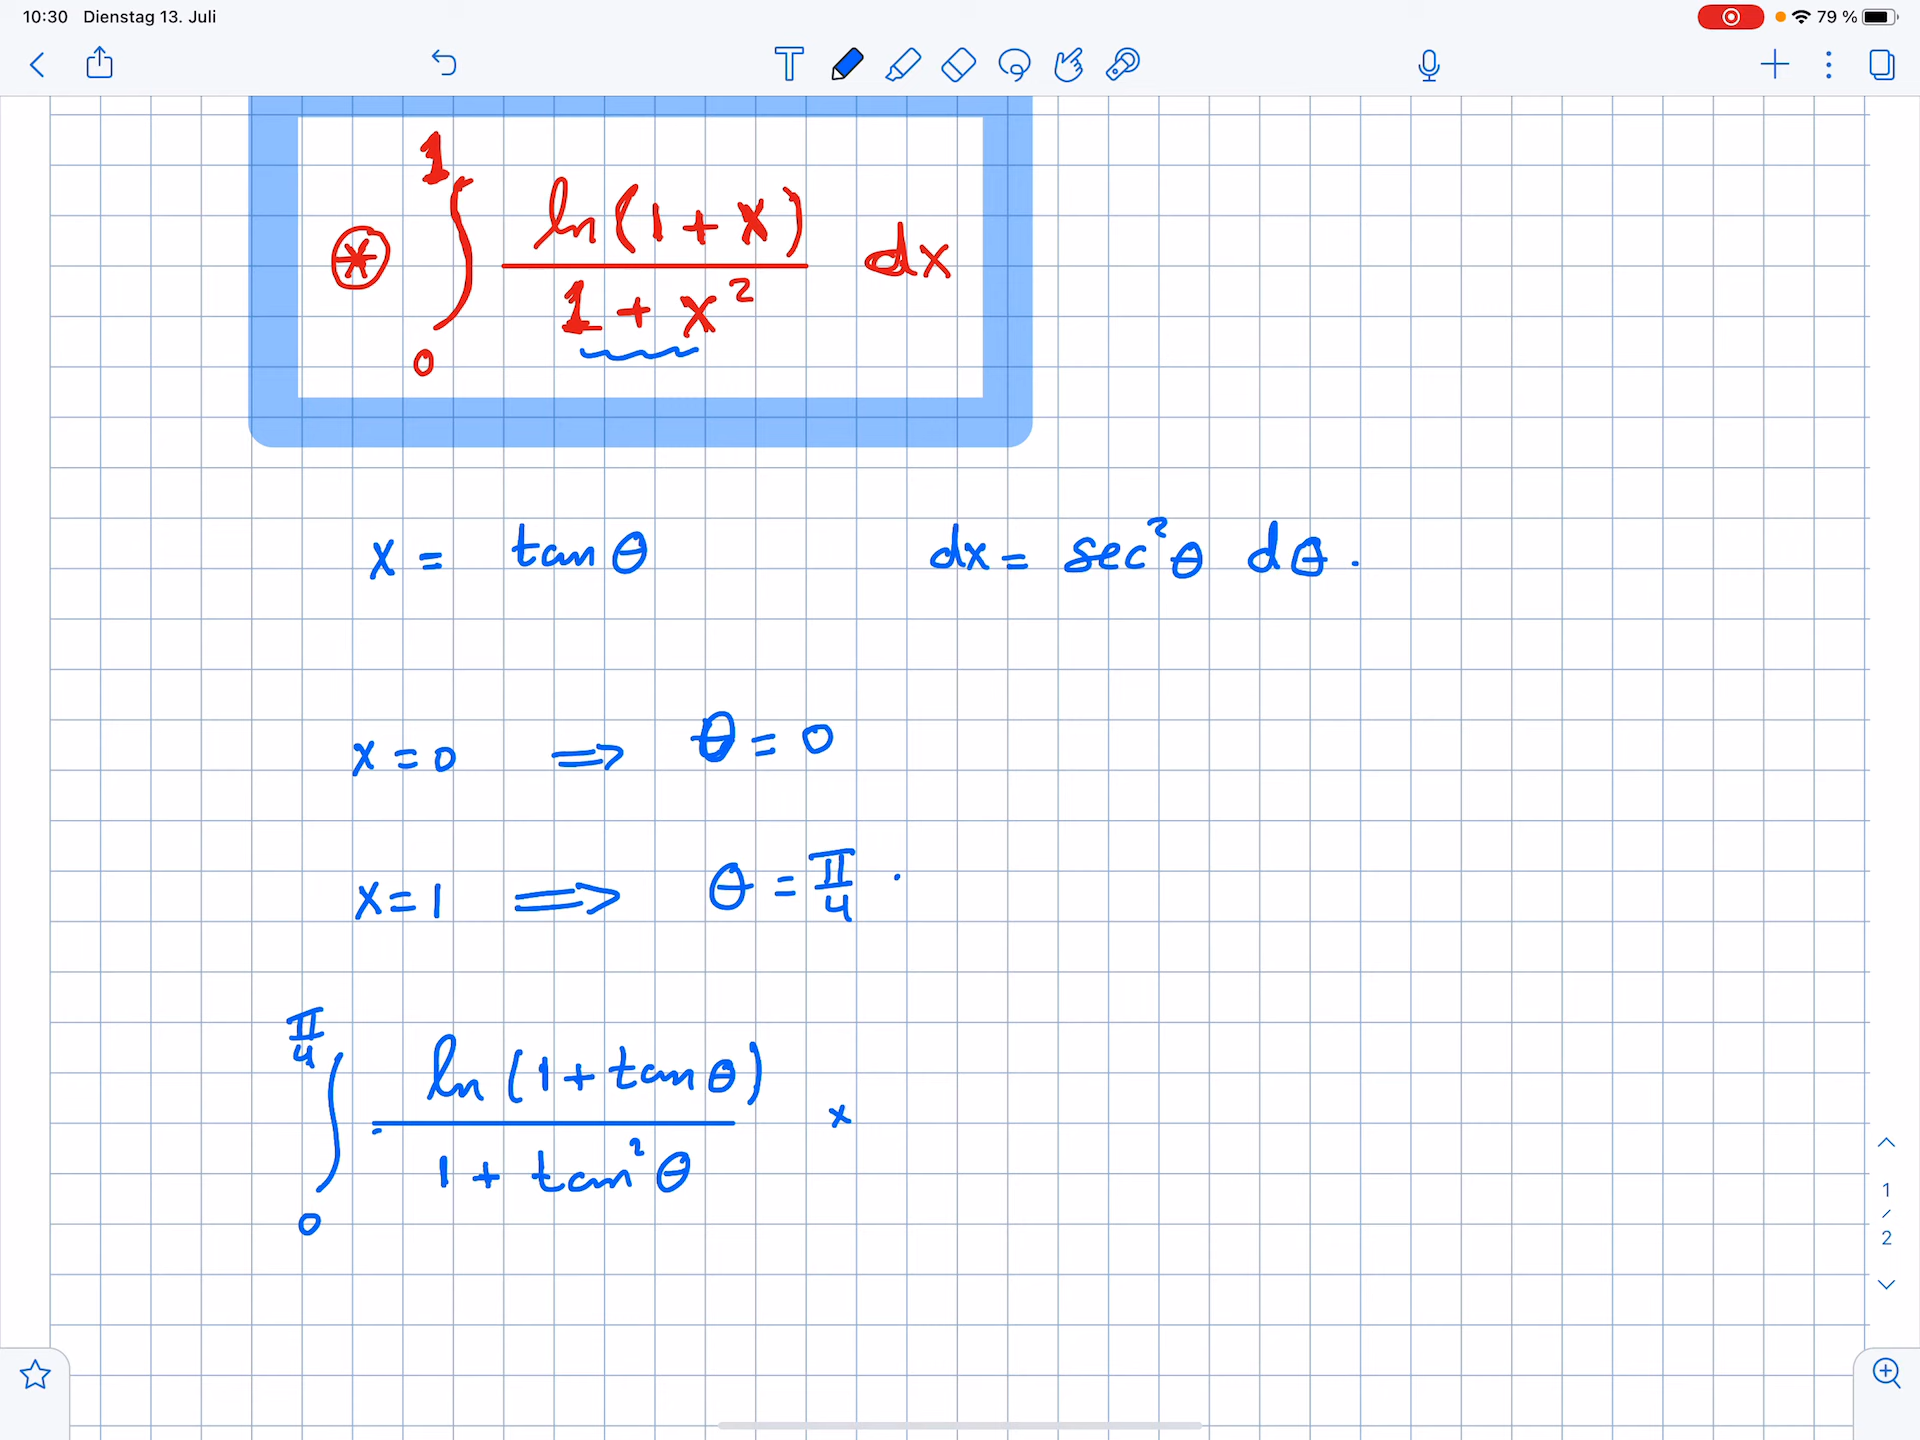 10:30 Dienstag 13. Juli
79 %
T
⊛ ∫₀¹ ln(1+x) / (1+x²) dx
x = tan θ dx = sec²θ dθ.
x=0 ⟹ θ=0
x=1 ⟹ θ = π/4 .
∫₀^(π/4) ln(1+tanθ) / (1+tan²θ) x
1
/
2